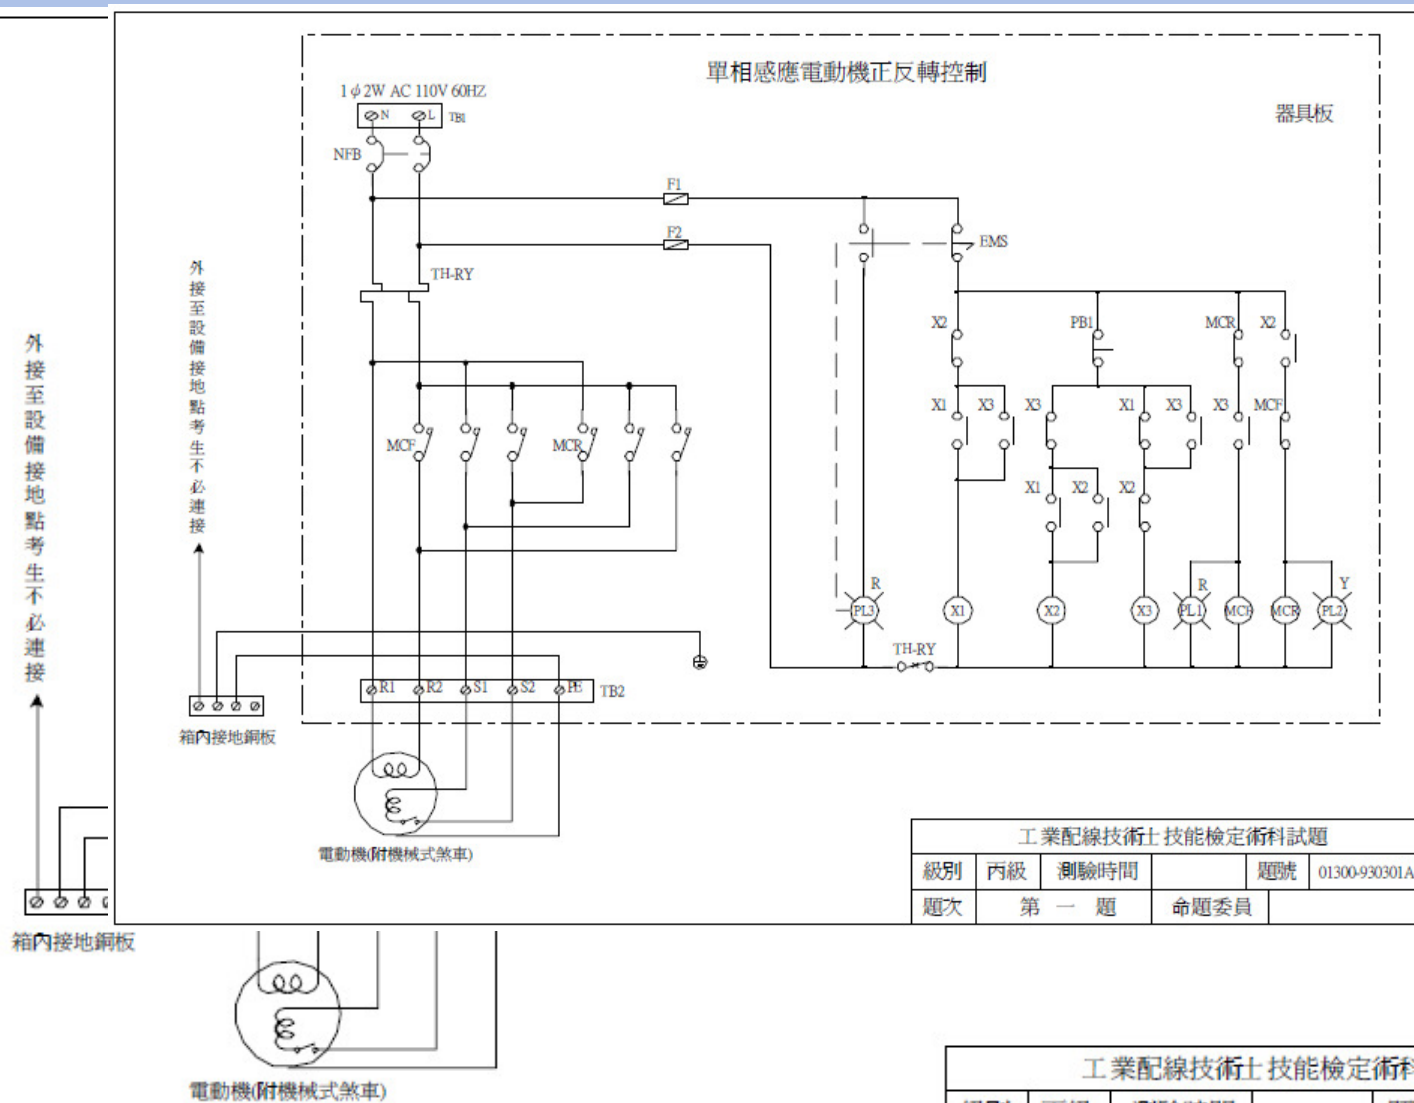 單相感應電動機正反轉控制
器具板
1φ2W AC 110V 60HZ
N
L
TB1
NFB
F1
F2
EMS
TH-RY
X2
PB1
MCR
X2
X1
X3
X3
X1
X3
X3
MCF
MCF
MCR
X1
X2
X2
R
R
Y
PL3
X1
X2
X3
PL1
MCF
MCR
PL2
TH-RY
R1
R2
S1
S2
PE
TB2
外接至設備接地點考生不必連接
箱內接地銅板
電動機(附機械式煞車)
工業配線技術士技能檢定術科試題
級別 丙級 測驗時間 題號 01300-930301A
題次 第 一 題 命題委員
外接至設備接地點考生不必連接
箱內接地銅板
電動機(附機械式煞車)
工業配線技術士技能檢定術科